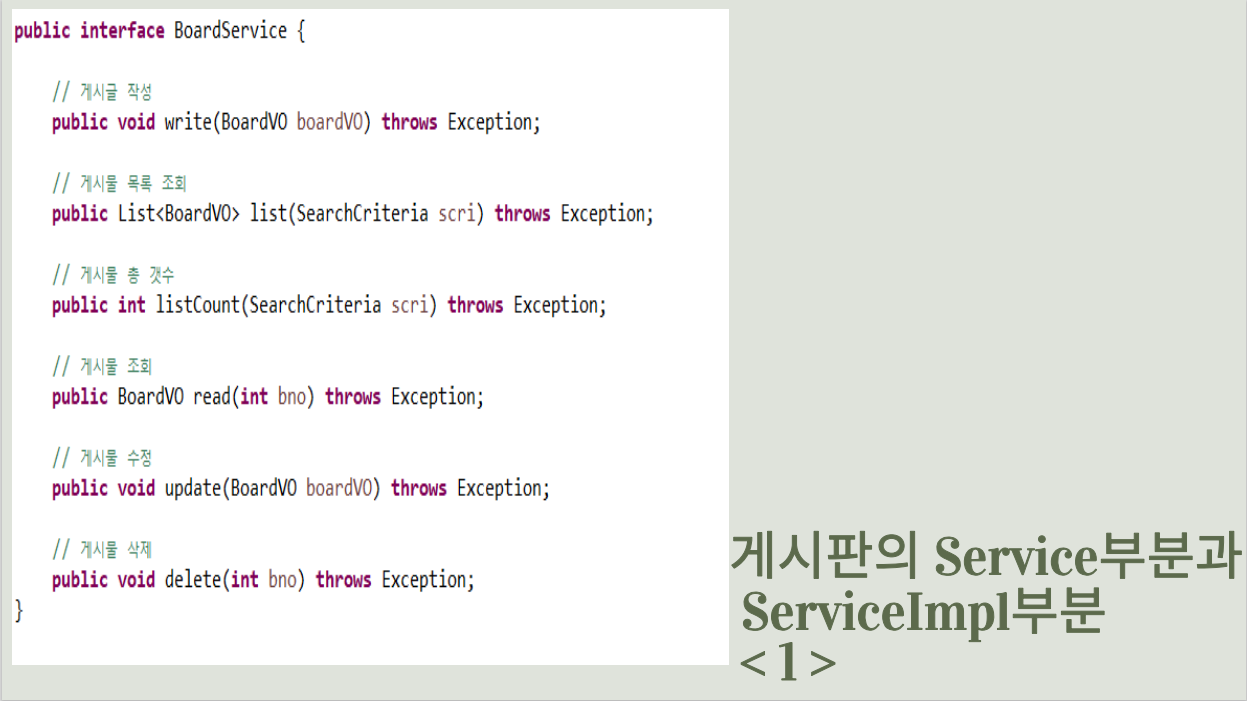 public interface BoardService {
// 게시글 작성
public void write(BoardVO boardVO) throws Exception;
// 게시물 목록 조회
public List<BoardVO> list(SearchCriteria scri) throws Exception;
// 게시물 총 갯수
public int listCount(SearchCriteria scri) throws Exception;
// 게시물 조회
public BoardVO read(int bno) throws Exception;
// 게시물 수정
public void update(BoardVO boardVO) throws Exception;
// 게시물 삭제
public void delete(int bno) throws Exception;
}
게시판의 Service부분과
ServiceImpl부분
<1>